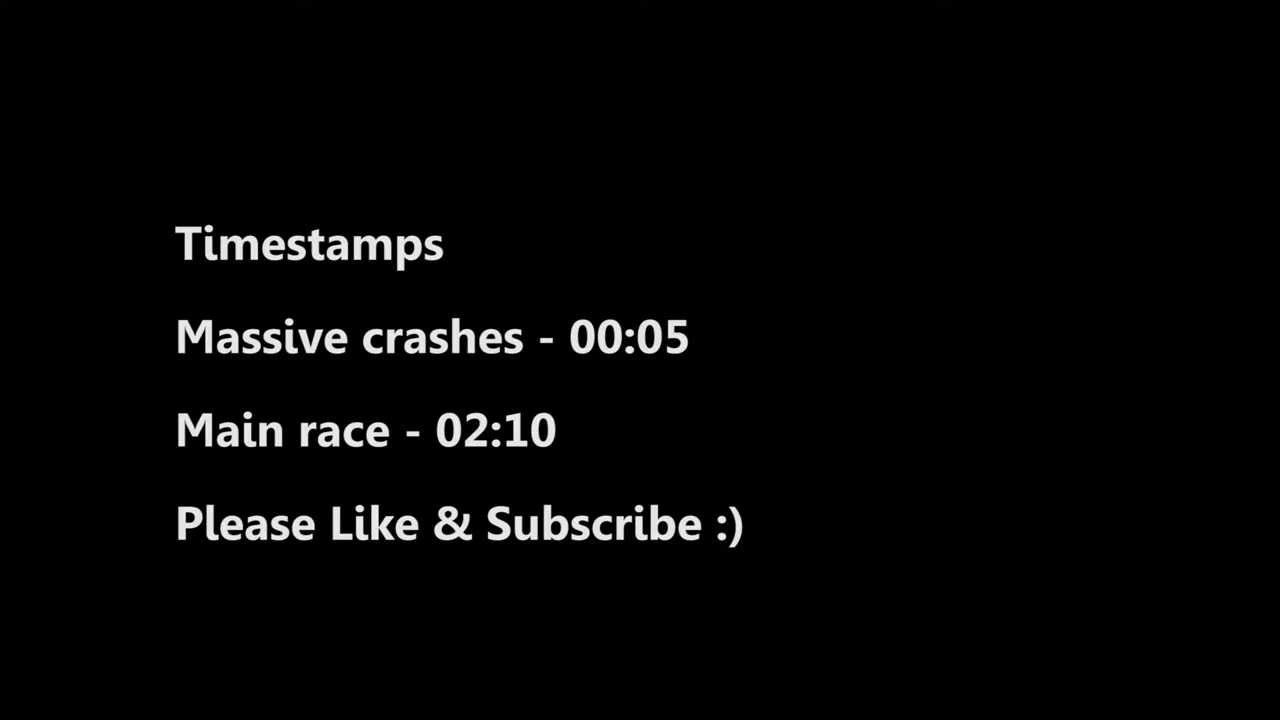 Timestamps
Massive crashes - 00:05
Main race - 02:10
Please Like & Subscribe :)